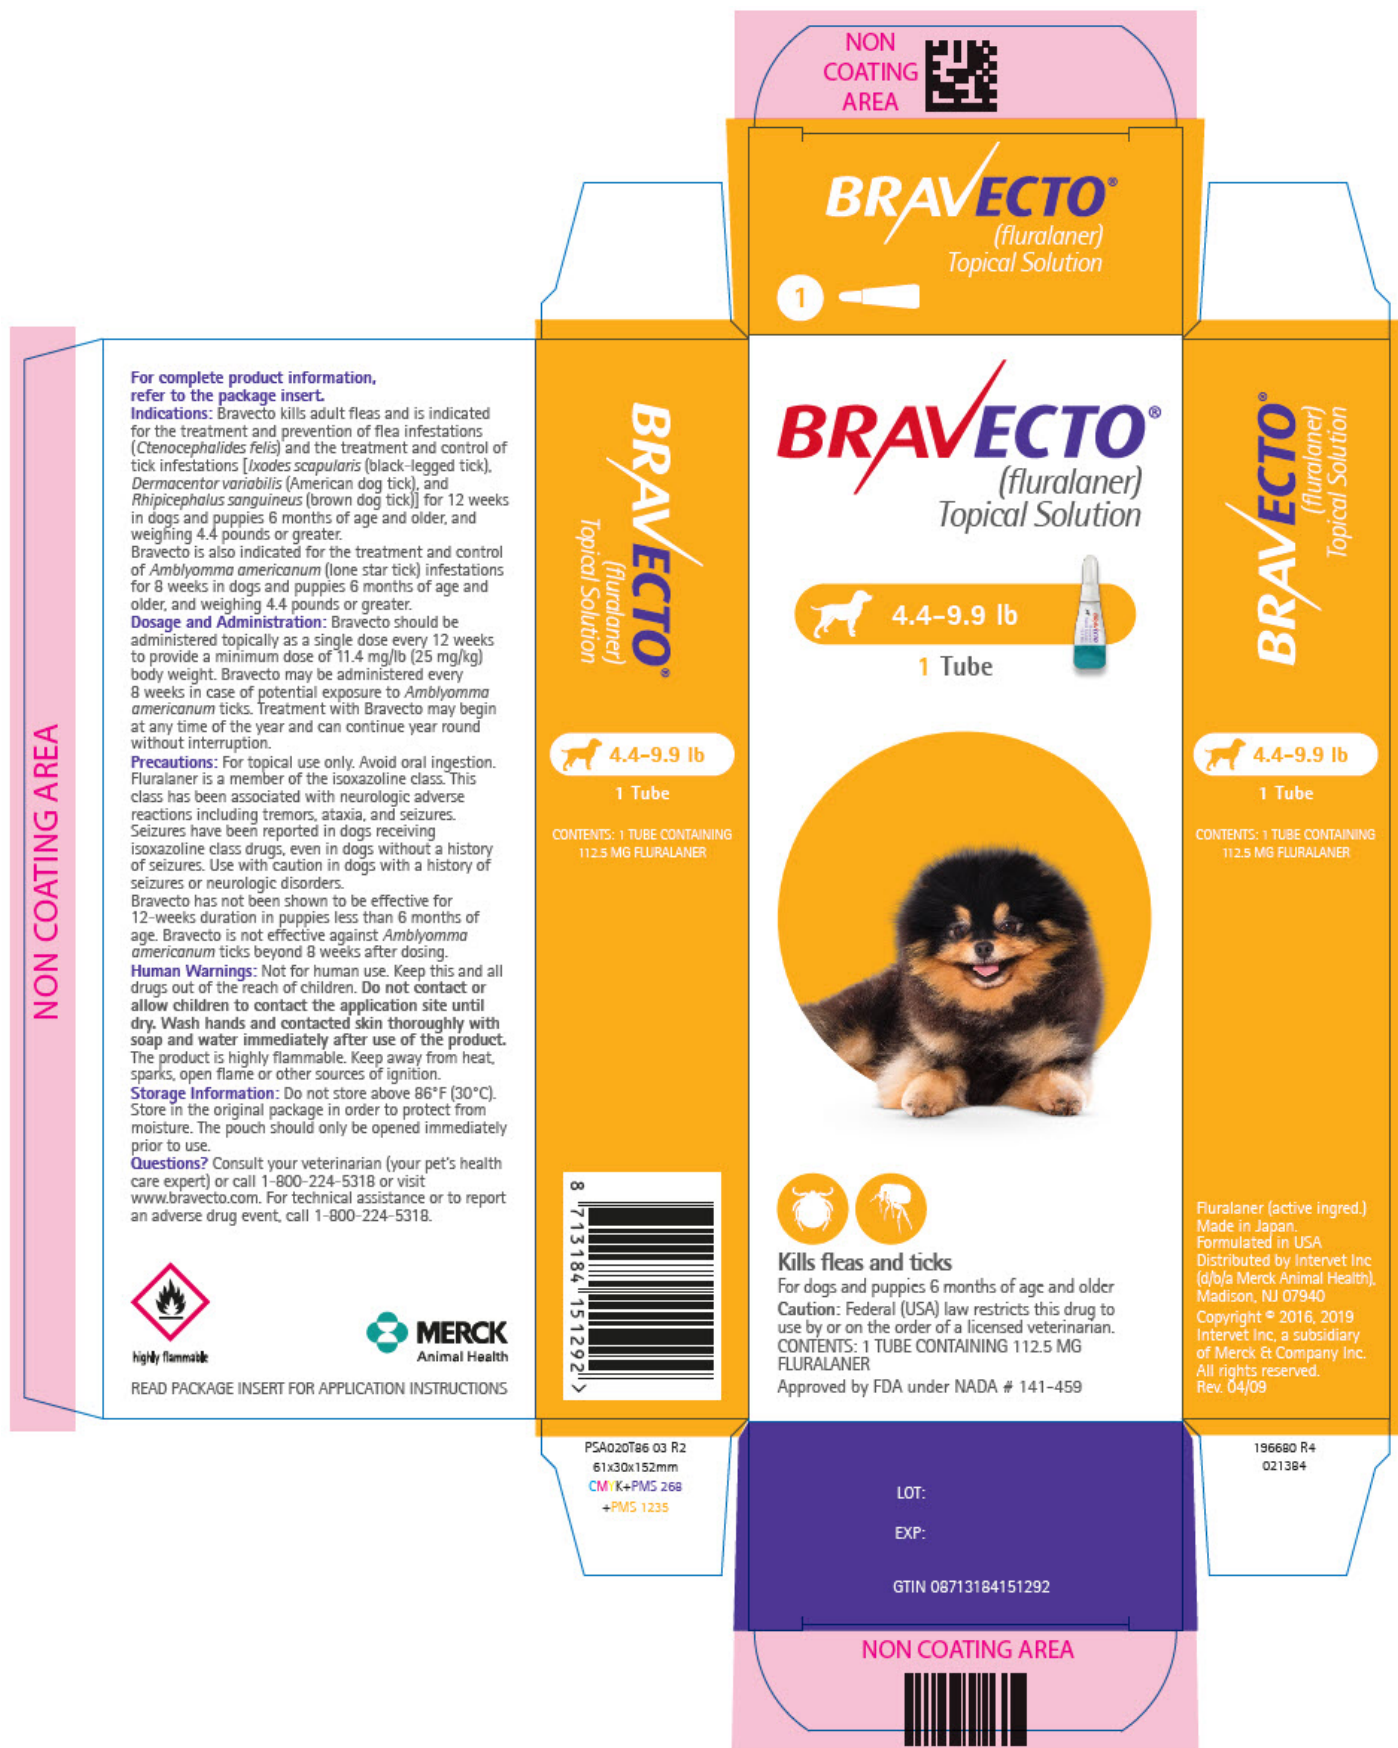 NON
COATING
AREA
BRAVECTO®
(fluralaner)
Topical Solution
1
NON COATING AREA
For complete product information,
refer to the package insert.
Indications: Bravecto kills adult fleas and is indicated
for the treatment and prevention of flea infestations
(Ctenocephalides felis) and the treatment and control of
tick infestations [Ixodes scapularis (black-legged tick),
Dermacentor variabilis (American dog tick), and
Rhipicephalus sanguineus (brown dog tick)] for 12 weeks
in dogs and puppies 6 months of age and older, and
weighing 4.4 pounds or greater.
Bravecto is also indicated for the treatment and control
of Amblyomma americanum (lone star tick) infestations
for 8 weeks in dogs and puppies 6 months of age and
older, and weighing 4.4 pounds or greater.
Dosage and Administration: Bravecto should be
administered topically as a single dose every 12 weeks
to provide a minimum dose of 11.4 mg/lb (25 mg/kg)
body weight. Bravecto may be administered every
8 weeks in case of potential exposure to Amblyomma
americanum ticks. Treatment with Bravecto may begin
at any time of the year and can continue year round
without interruption.
Precautions: For topical use only. Avoid oral ingestion.
Fluralaner is a member of the isoxazoline class. This
class has been associated with neurologic adverse
reactions including tremors, ataxia, and seizures.
Seizures have been reported in dogs receiving
isoxazoline class drugs, even in dogs without a history
of seizures. Use with caution in dogs with a history of
seizures or neurologic disorders.
Bravecto has not been shown to be effective for
12-weeks duration in puppies less than 6 months of
age. Bravecto is not effective against Amblyomma
americanum ticks beyond 8 weeks after dosing.
Human Warnings: Not for human use. Keep this and all
drugs out of the reach of children. Do not contact or
allow children to contact the application site until
dry. Wash hands and contacted skin thoroughly with
soap and water immediately after use of the product.
The product is highly flammable. Keep away from heat,
sparks, open flame or other sources of ignition.
Storage Information: Do not store above 86°F (30°C).
Store in the original package in order to protect from
moisture. The pouch should only be opened immediately
prior to use.
Questions? Consult your veterinarian (your pet's health
care expert) or call 1-800-224-5318 or visit
www.bravecto.com. For technical assistance or to report
an adverse drug event, call 1-800-224-5318.
highly flammable
MERCK
Animal Health
READ PACKAGE INSERT FOR APPLICATION INSTRUCTIONS
BRAVECTO®
(fluralaner)
Topical Solution
4.4-9.9 lb
1 Tube
CONTENTS: 1 TUBE CONTAINING
112.5 MG FLURALANER
8 713184 151292 >
PSA020T86 03 R2
61x30x152mm
CMYK+PMS 268
+PMS 1235
BRAVECTO®
(fluralaner)
Topical Solution
4.4-9.9 lb
1 Tube
Kills fleas and ticks
For dogs and puppies 6 months of age and older
Caution: Federal (USA) law restricts this drug to
use by or on the order of a licensed veterinarian.
CONTENTS: 1 TUBE CONTAINING 112.5 MG
FLURALANER
Approved by FDA under NADA # 141-459
LOT:
EXP:
GTIN 08713184151292
NON COATING AREA
BRAVECTO®
(fluralaner)
Topical Solution
4.4-9.9 lb
1 Tube
CONTENTS: 1 TUBE CONTAINING
112.5 MG FLURALANER
Fluralaner (active ingred.)
Made in Japan.
Formulated in USA
Distributed by Intervet Inc
(d/b/a Merck Animal Health),
Madison, NJ 07940
Copyright © 2016, 2019
Intervet Inc, a subsidiary
of Merck & Company Inc.
All rights reserved.
Rev. 04/09
196680 R4
021384